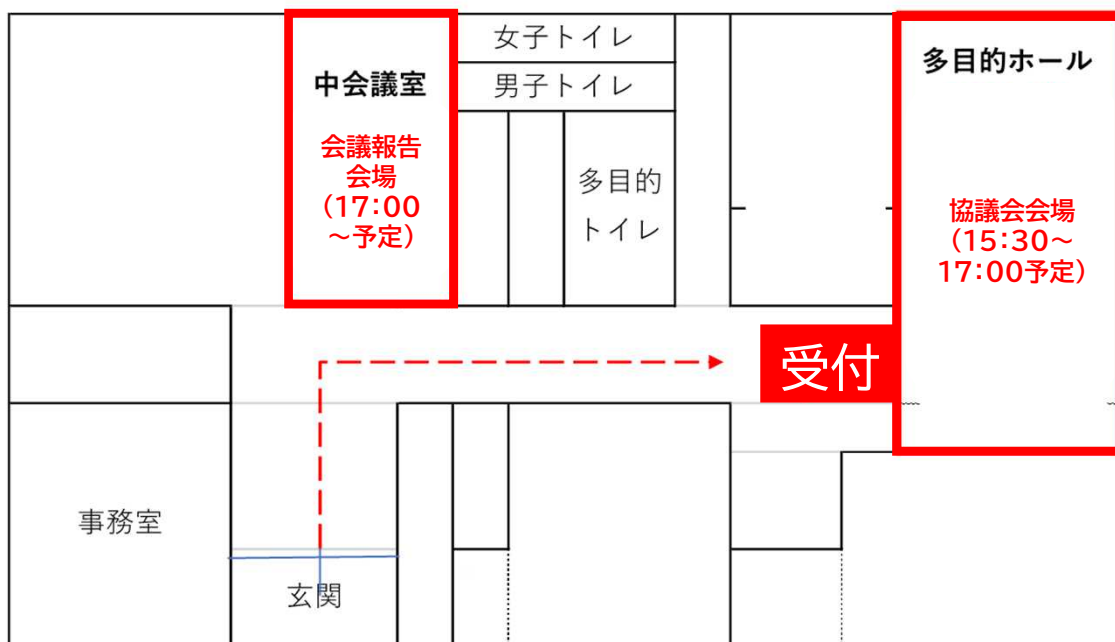 女子トイレ
男子トイレ
多目的
トイレ
中会議室
会議報告
会場
(17:00
～予定)
多目的ホール
協議会会場
(15:30～
17:00予定)
受付
事務室
玄関